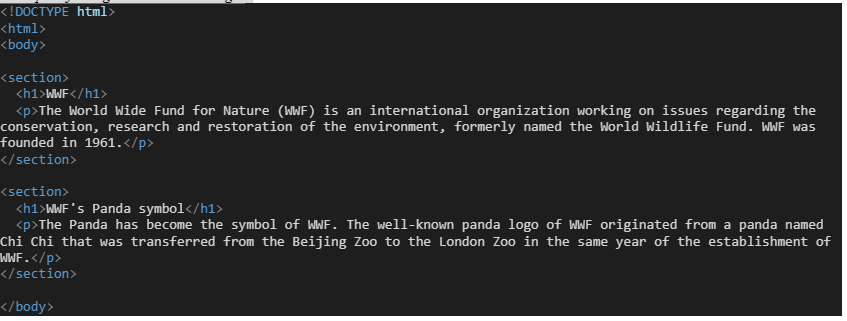 <!DOCTYPE html>
<html>
<body>
<section>
<h1>WWF</h1>
<p>The World Wide Fund for Nature (WWF) is an international organization working on issues regarding the
conservation, research and restoration of the environment, formerly named the World Wildlife Fund. WWF was
founded in 1961.</p>
</section>
<section>
<h1>WWF's Panda symbol</h1>
<p>The Panda has become the symbol of WWF. The well-known panda logo of WWF originated from a panda named
Chi Chi that was transferred from the Beijing Zoo to the London Zoo in the same year of the establishment of
WWF.</p>
</section>
</body>